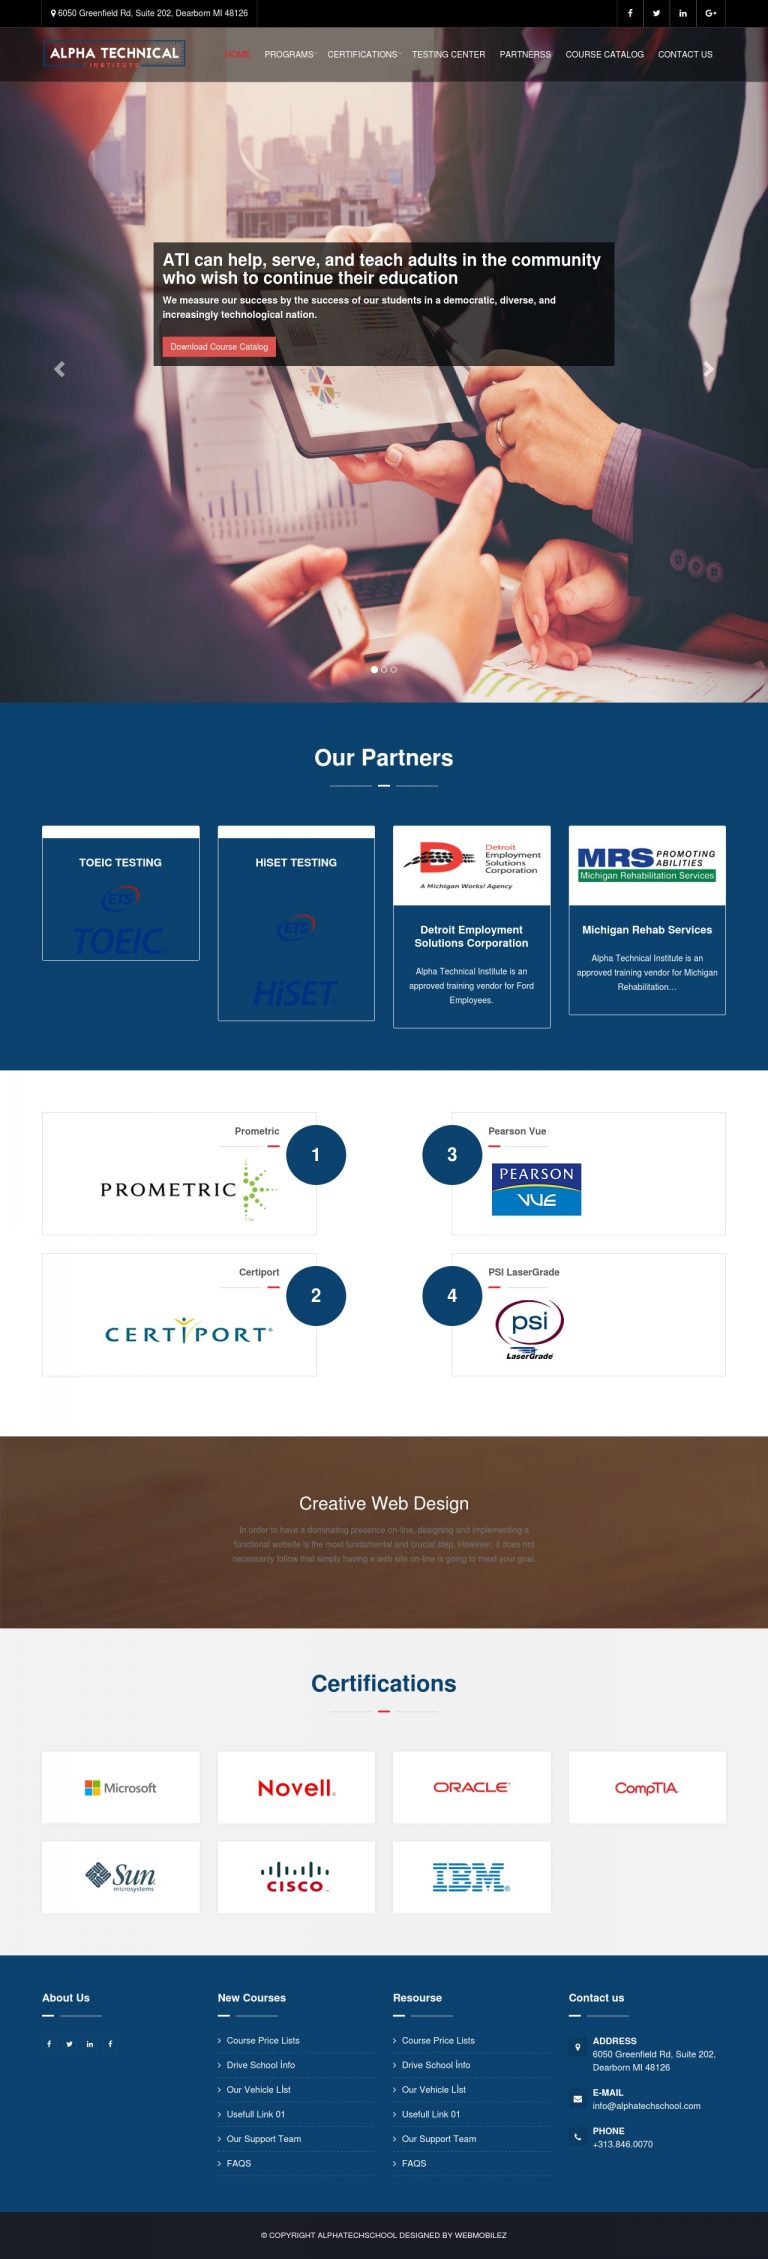 6050 Greenfield Rd, Suite 202, Dearborn MI 48126
ALPHA TECHNICAL
INSTITUTE
HOME PROGRAMS CERTIFICATIONS TESTING CENTER PARTNERSS COURSE CATALOG CONTACT US
ATI can help, serve, and teach adults in the community
who wish to continue their education
We measure our success by the success of our students in a democratic, diverse, and
increasingly technological nation.
Download Course Catalog
Our Partners
TOEIC TESTING
ETS
TOEIC
HiSET TESTING
ETS
HiSET
Detroit
Employment
Solutions
Corporation
A Michigan Works! Agency
Detroit Employment
Solutions Corporation
Alpha Technical Institute is an
approved training vendor for Ford
Employees.
MRS PROMOTING
ABILITIES
Michigan Rehabilitation Services
Michigan Rehab Services
Alpha Technical Institute is an
approved training vendor for Michigan
Rehabilitation…
Prometric
1
PROMETRIC
TM
3
Pearson Vue
PEARSON
VUE
Certiport
2
CERTIPORT®
4
PSI LaserGrade
psi
LaserGrade
Creative Web Design
In order to have a dominating presence on-line, designing and implementing a
functional website is the most fundamental and crucial step. However, it does not
necessarily follow that simply having a web site on-line is going to meet your goal.
Certifications
Microsoft
Novell®
ORACLE®
CompTIA
Sun
microsystems
CISCO
IBM®
About Us
New Courses
Course Price Lists
Drive School İnfo
Our Vehicle Lİst
Usefull Link 01
Our Support Team
FAQS
Resourse
Course Price Lists
Drive School İnfo
Our Vehicle Lİst
Usefull Link 01
Our Support Team
FAQS
Contact us
ADDRESS
6050 Greenfield Rd, Suite 202,
Dearborn MI 48126
E-MAIL
info@alphatechschool.com
PHONE
+313.846.0070
© COPYRIGHT ALPHATECHSCHOOL DESIGNED BY WEBMOBILEZ